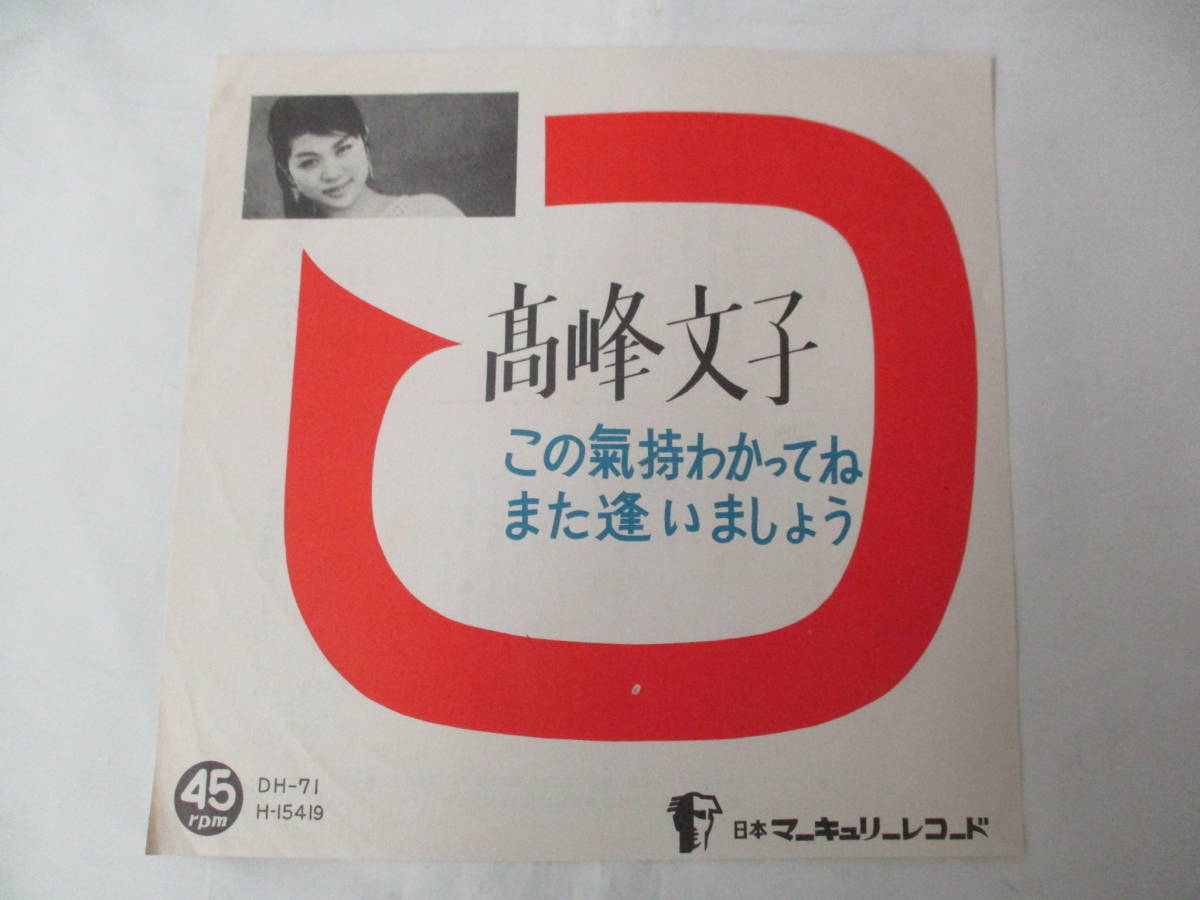 髙峰文子
この氣持わかってね
また逢いましょう
45 rpm
DH-71
H-15419
日本マーキュリーレコード